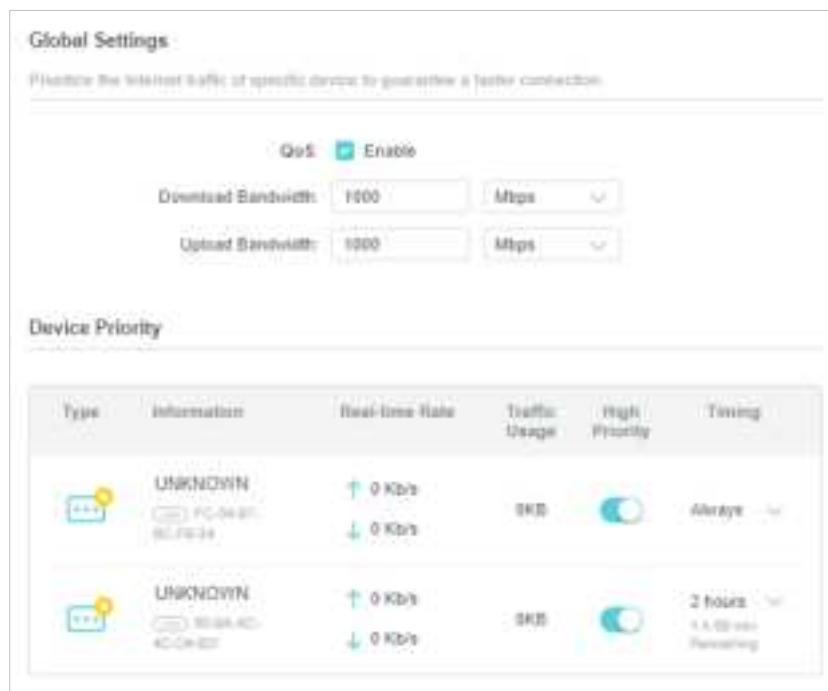 Global Settings
Prioritize the Internet traffic of specific device to guarantee a faster connection.
QoS: Enable
Download Bandwidth: 1000 Mbps
Upload Bandwidth: 1000 Mbps
Device Priority
Type Information Real-time Rate Traffic Usage High Priority Timing
UNKNOWN
↑ 0 Kb/s
0KB
Always
↓ 0 Kb/s
UNKNOWN
↑ 0 Kb/s
0KB
2 hours
↓ 0 Kb/s
Remaining